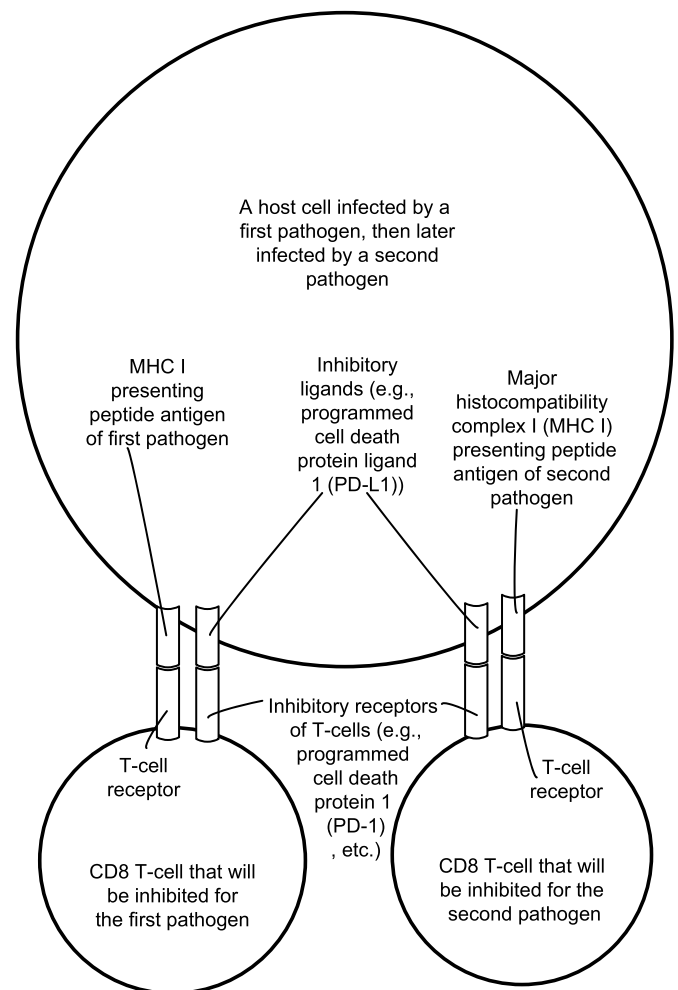 A host cell infected by a
first pathogen, then later
infected by a second
pathogen
MHC I
presenting
peptide antigen
of first pathogen
Inhibitory
ligands (e.g.,
programmed
cell death
protein ligand
1 (PD-L1))
Major
histocompatibility
complex I (MHC I)
presenting peptide
antigen of second
pathogen
Inhibitory receptors
of T-cells (e.g.,
programmed
cell death
protein 1
(PD-1)
, etc.)
T-cell
receptor
T-cell
receptor
CD8 T-cell that will
be inhibited for
the first pathogen
CD8 T-cell that will
be inhibited for the
second pathogen